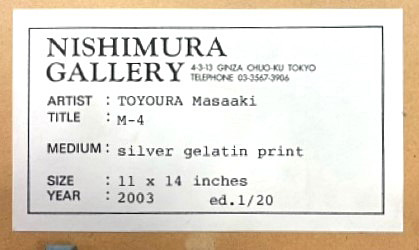 NISHIMURA
GALLERY 4-3-13 GINZA CHUO-KU TOKYO
TELEPHONE 03-3567-3906
ARTIST : TOYOURA Masaaki
TITLE : M-4
MEDIUM : silver gelatin print
SIZE : 11 x 14 inches
YEAR : 2003 ed.1/20